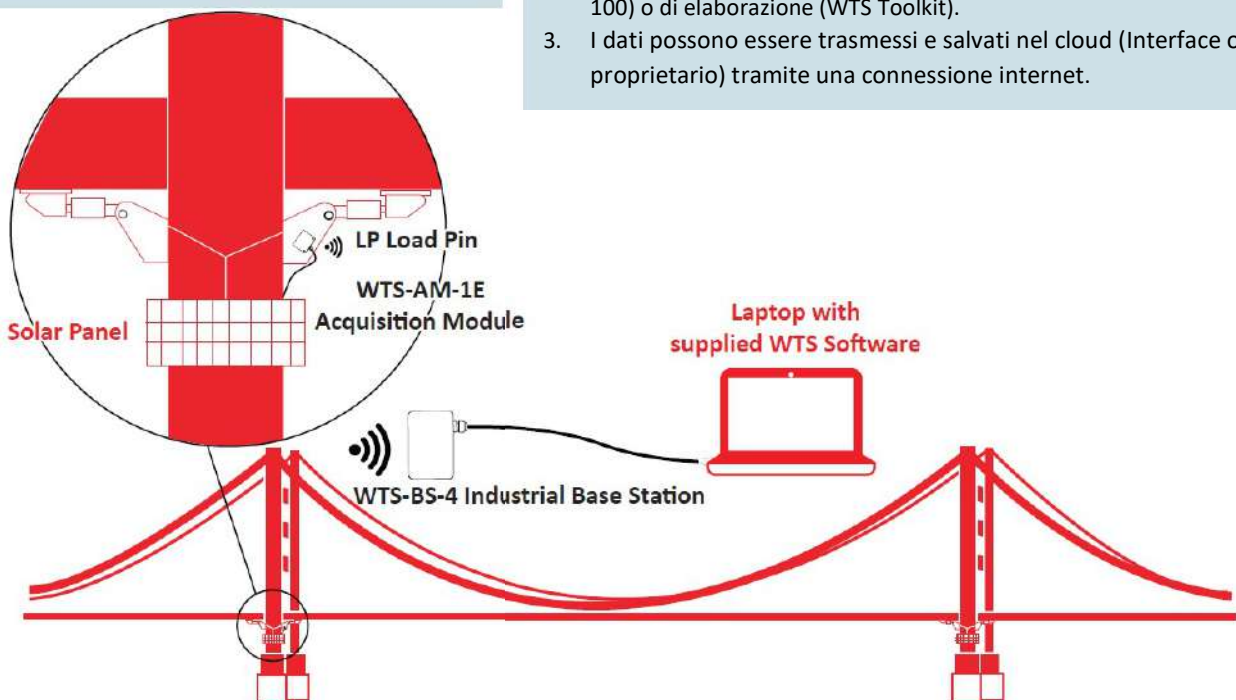 100) o di elaborazione (WTS Toolkit).
3. I dati possono essere trasmessi e salvati nel cloud (Interface o
proprietario) tramite una connessione internet.
LP Load Pin
WTS-AM-1E
Acquisition Module
Solar Panel
Laptop with
supplied WTS Software
WTS-BS-4 Industrial Base Station